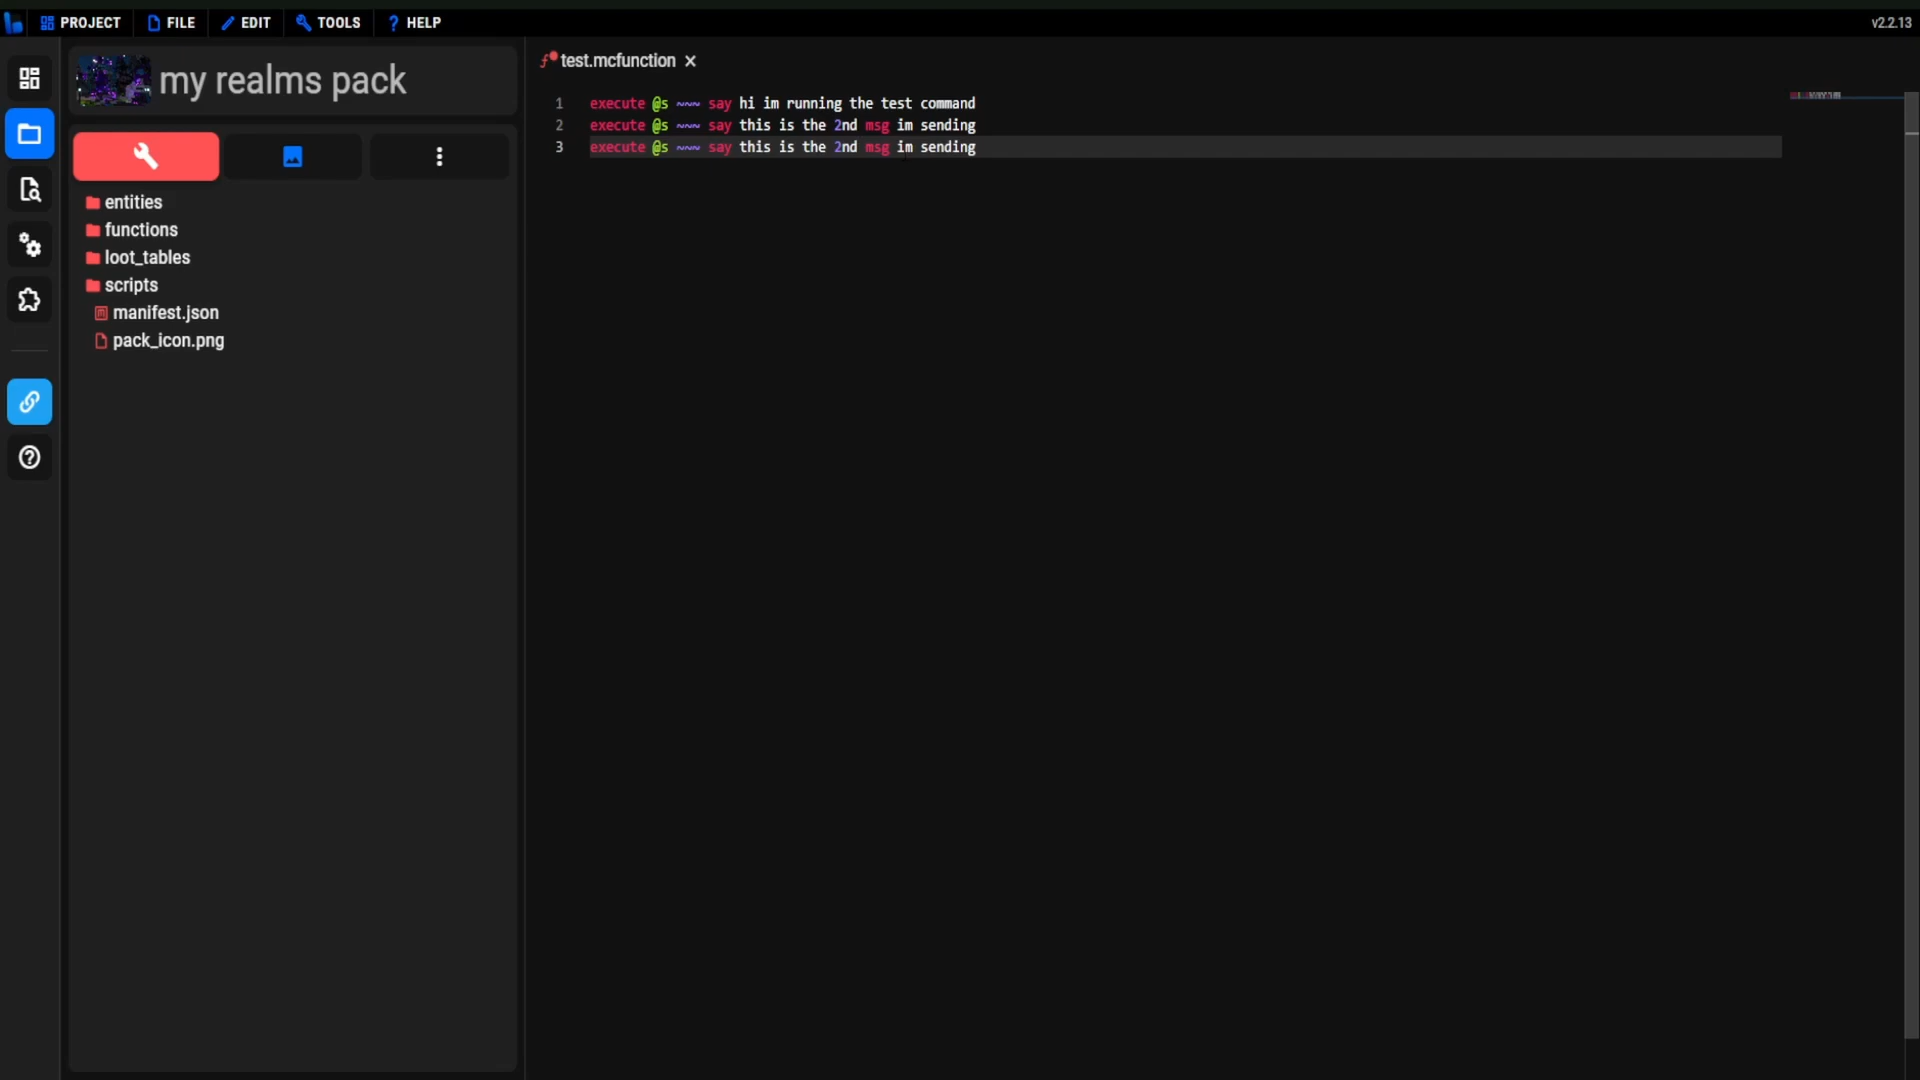 PROJECT FILE EDIT TOOLS ? HELP v2.2.13
my realms pack
entities
functions
loot_tables
scripts
manifest.json
pack_icon.png
test.mcfunction ×
1 execute @s ~~~ say hi im running the test command
2 execute @s ~~~ say this is the 2nd msg im sending
3 execute @s ~~~ say this is the 2nd msg im sending